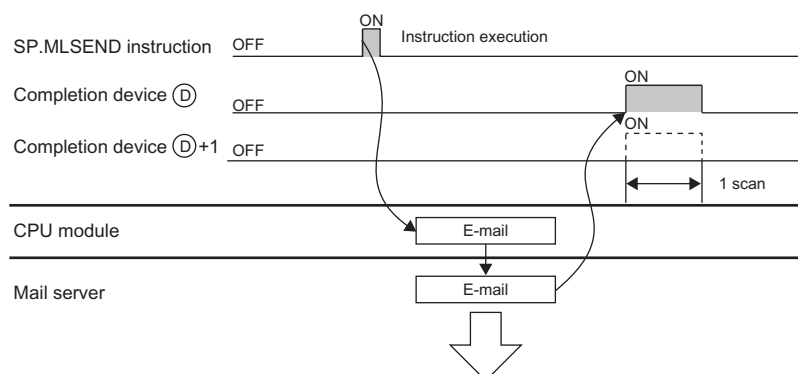 ON
SP.MLSEND instruction OFF Instruction execution
ON
Completion device Ⓓ OFF
ON
Completion device Ⓓ+1 OFF
1 scan
CPU module E-mail
Mail server E-mail